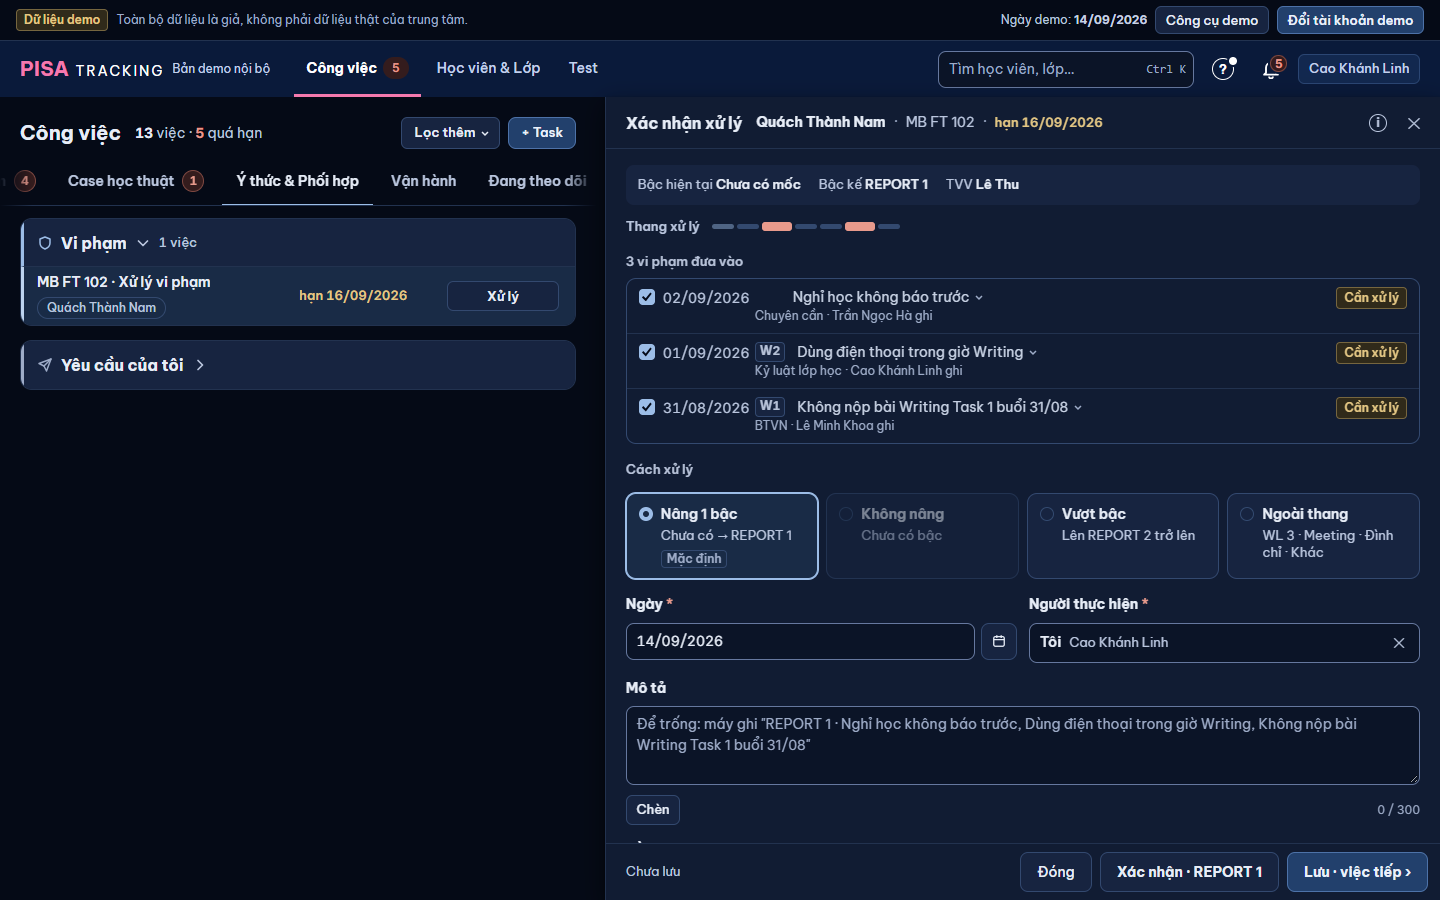 Dữ liệu demo Toàn bộ dữ liệu là giả, không phải dữ liệu thật của trung tâm.
Ngày demo: 14/09/2026 Công cụ demo Đổi tài khoản demo
PISA TRACKING Bản demo nội bộ Công việc 5 Học viên & Lớp Test
Tìm học viên, lớp... Ctrl K ? 5 Cao Khánh Linh
Công việc 13 việc · 5 quá hạn Lọc thêm + Task
4 Case học thuật 1 Ý thức & Phối hợp Vận hành Đang theo dõi
Vi phạm 1 việc
MB FT 102 · Xử lý vi phạm
Quách Thành Nam
hạn 16/09/2026
Xử lý
Yêu cầu của tôi
Xác nhận xử lý Quách Thành Nam · MB FT 102 · hạn 16/09/2026
Bậc hiện tại Chưa có mốc Bậc kế REPORT 1 TVV Lê Thu
Thang xử lý
3 vi phạm đưa vào
02/09/2026 Nghỉ học không báo trước Cần xử lý
Chuyên cần · Trần Ngọc Hà ghi
01/09/2026 W2 Dùng điện thoại trong giờ Writing Cần xử lý
Kỷ luật lớp học · Cao Khánh Linh ghi
31/08/2026 W1 Không nộp bài Writing Task 1 buổi 31/08 Cần xử lý
BTVN · Lê Minh Khoa ghi
Cách xử lý
Nâng 1 bậc
Chưa có → REPORT 1
Mặc định
Không nâng
Chưa có bậc
Vượt bậc
Lên REPORT 2 trở lên
Ngoài thang
WL 3 · Meeting · Đình
chỉ · Khác
Ngày * Người thực hiện *
14/09/2026 Tôi Cao Khánh Linh
Mô tả
Để trống: máy ghi "REPORT 1 · Nghỉ học không báo trước, Dùng điện thoại trong giờ Writing, Không nộp bài
Writing Task 1 buổi 31/08"
Chèn 0 / 300
Chưa lưu Đóng Xác nhận · REPORT 1 Lưu · việc tiếp ›